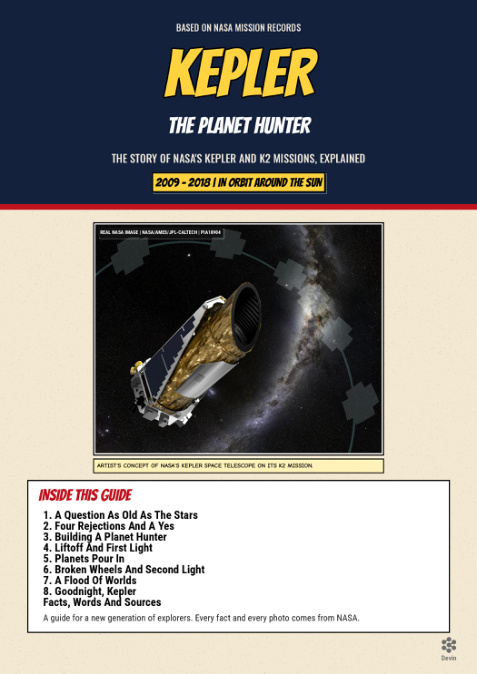 BASED ON NASA MISSION RECORDS
KEPLER
THE PLANET HUNTER
THE STORY OF NASA'S KEPLER AND K2 MISSIONS, EXPLAINED
2009 - 2018 | IN ORBIT AROUND THE SUN
REAL NASA IMAGE | NASA/AMES/JPL-CALTECH | PIA18904
ARTIST'S CONCEPT OF NASA'S KEPLER SPACE TELESCOPE ON ITS K2 MISSION.
INSIDE THIS GUIDE
1. A Question As Old As The Stars
2. Four Rejections And A Yes
3. Building A Planet Hunter
4. Liftoff And First Light
5. Planets Pour In
6. Broken Wheels And Second Light
7. A Flood Of Worlds
8. Goodnight, Kepler
Facts, Words And Sources
A guide for a new generation of explorers. Every fact and every photo comes from NASA.
Devin